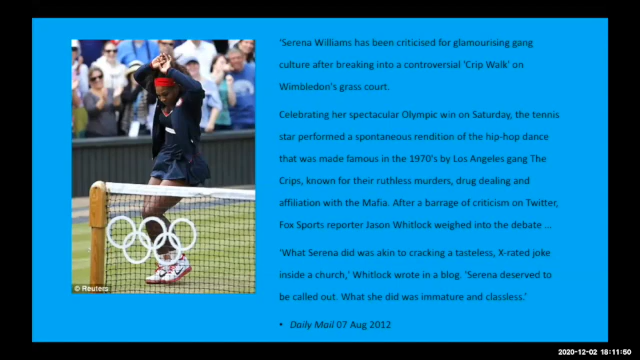 'Serena Williams has been criticised for glamourising gang
culture after breaking into a controversial 'Crip Walk' on
Wimbledon's grass court.
Celebrating her spectacular Olympic win on Saturday, the tennis
star performed a spontaneous rendition of the hip-hop dance
that was made famous in the 1970's by Los Angeles gang The
Crips, known for their ruthless murders, drug dealing and
affiliation with the Mafia. After a barrage of criticism on Twitter,
Fox Sports reporter Jason Whitlock weighed into the debate ...
'What Serena did was akin to cracking a tasteless, X-rated joke
inside a church,' Whitlock wrote in a blog. 'Serena deserved to
be called out. What she did was immature and classless.'
• Daily Mail 07 Aug 2012
© Reuters
2020-12-02 18:11:50